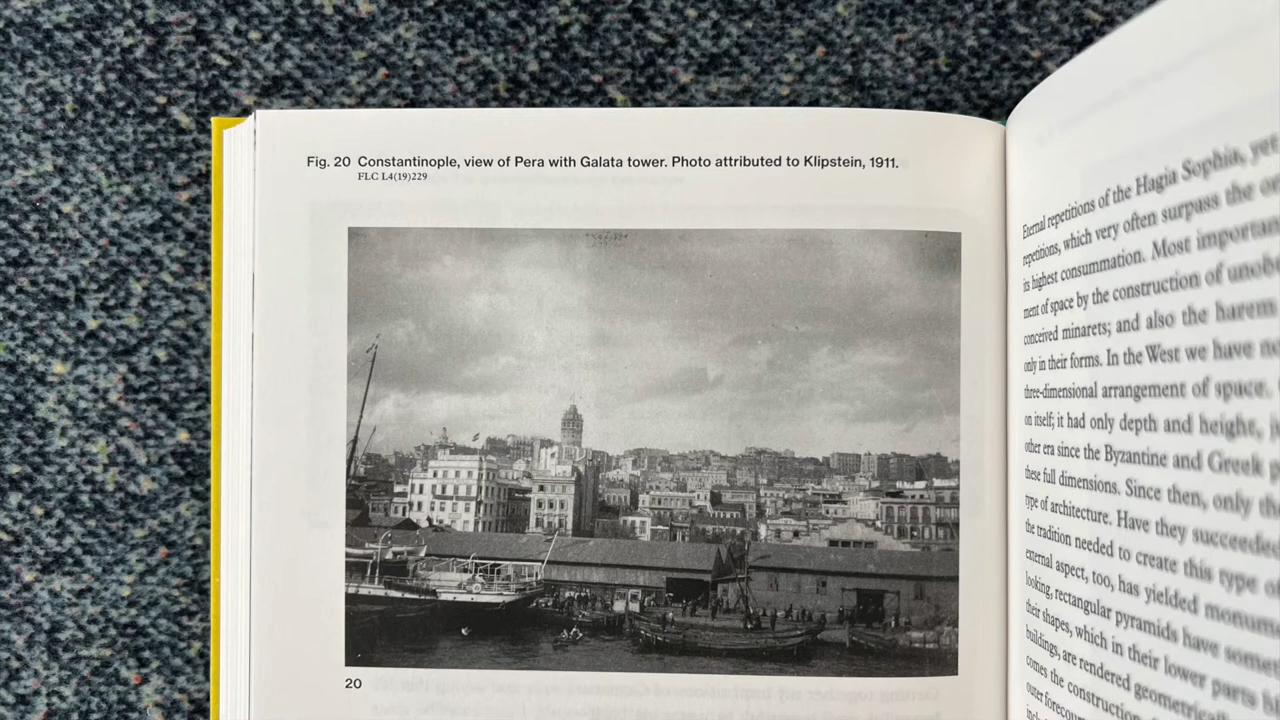 Fig. 20 Constantinople, view of Pera with Galata tower. Photo attributed to Klipstein, 1911.
FLC L4(19)229
20
Eternal repetitions of the Hagia Sophia, yet
repetitions, which very often surpass the
its highest consummation. Most
ment of space by the construction of
conceived minarets; and also the harem
only in their forms. In the West we have
three-dimensional arrangement of space.
on itself; it had only depth and height,
other era since the Byzantine and Greek
these full dimensions. Since then, only
type of architecture. Have they succeeded
the tradition needed to create this type
external aspect, too, has yielded
looking, rectangular pyramids have
their shapes, which in their lower parts
buildings, are rendered
comes the construction
outer